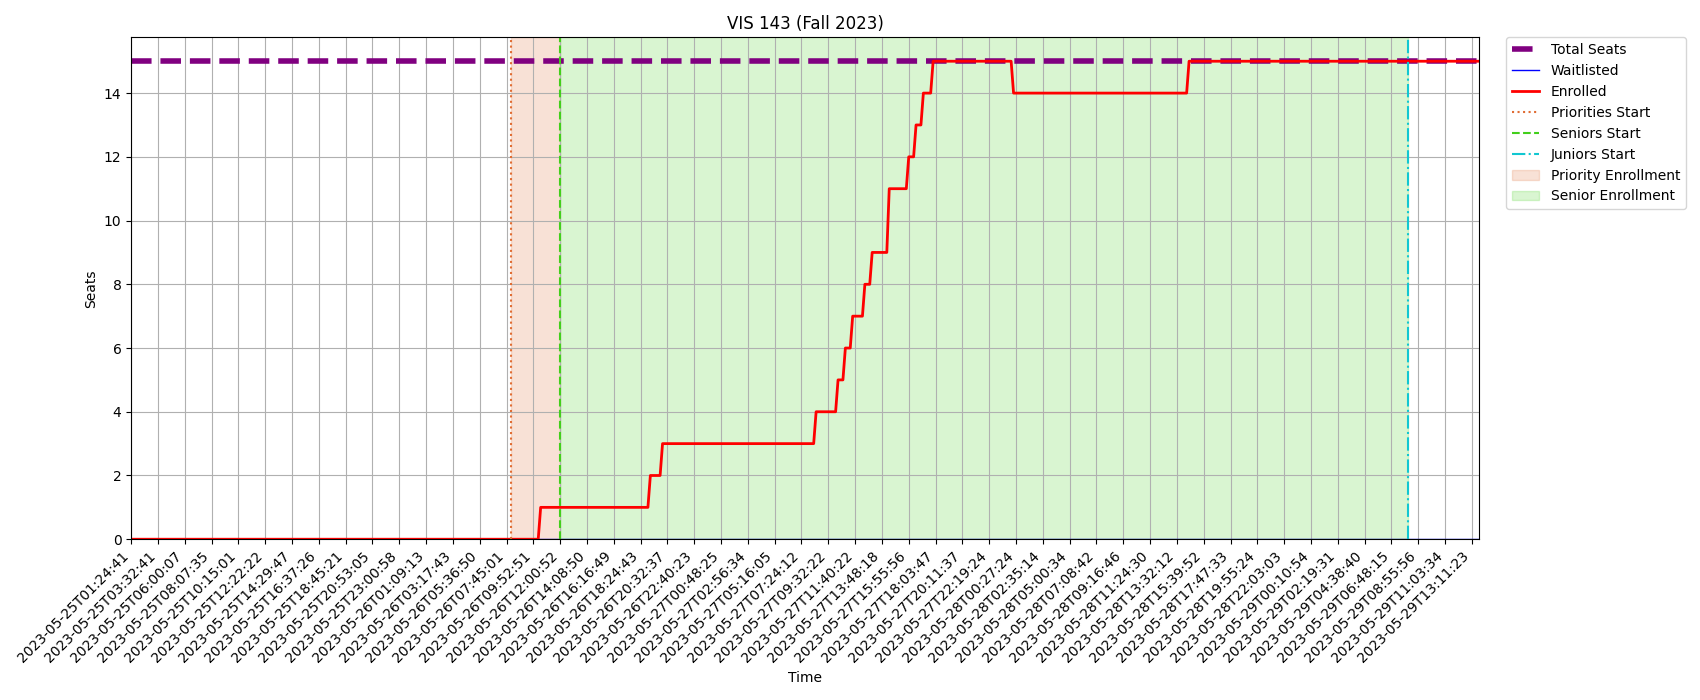 VIS 143 (Fall 2023)
Total Seats
Waitlisted
Enrolled
Priorities Start
Seniors Start
Juniors Start
Priority Enrollment
Senior Enrollment
Seats
14
12
10
8
6
4
2
0
2023-05-25T01:24:41
2023-05-25T03:32:41
2023-05-25T06:00:07
2023-05-25T08:07:35
2023-05-25T10:15:01
2023-05-25T12:22:22
2023-05-25T14:29:47
2023-05-25T16:37:26
2023-05-25T18:45:21
2023-05-25T20:53:05
2023-05-25T23:00:58
2023-05-26T01:09:13
2023-05-26T03:17:43
2023-05-26T05:36:50
2023-05-26T07:45:01
2023-05-26T09:52:51
2023-05-26T12:00:52
2023-05-26T14:08:50
2023-05-26T16:16:49
2023-05-26T18:24:43
2023-05-26T20:32:37
2023-05-26T22:40:23
2023-05-27T00:48:25
2023-05-27T02:56:34
2023-05-27T05:16:05
2023-05-27T07:24:12
2023-05-27T09:32:22
2023-05-27T11:40:22
2023-05-27T13:48:18
2023-05-27T15:55:56
2023-05-27T18:03:47
2023-05-27T20:11:37
2023-05-27T22:19:24
2023-05-28T00:27:24
2023-05-28T02:35:14
2023-05-28T05:00:34
2023-05-28T07:08:42
2023-05-28T09:16:46
2023-05-28T11:24:30
2023-05-28T13:32:12
2023-05-28T15:39:52
2023-05-28T17:47:33
2023-05-28T19:55:24
2023-05-28T22:03:03
2023-05-29T00:10:54
2023-05-29T02:19:31
2023-05-29T04:38:40
2023-05-29T06:48:15
2023-05-29T08:55:56
2023-05-29T11:03:34
2023-05-29T13:11:23
Time